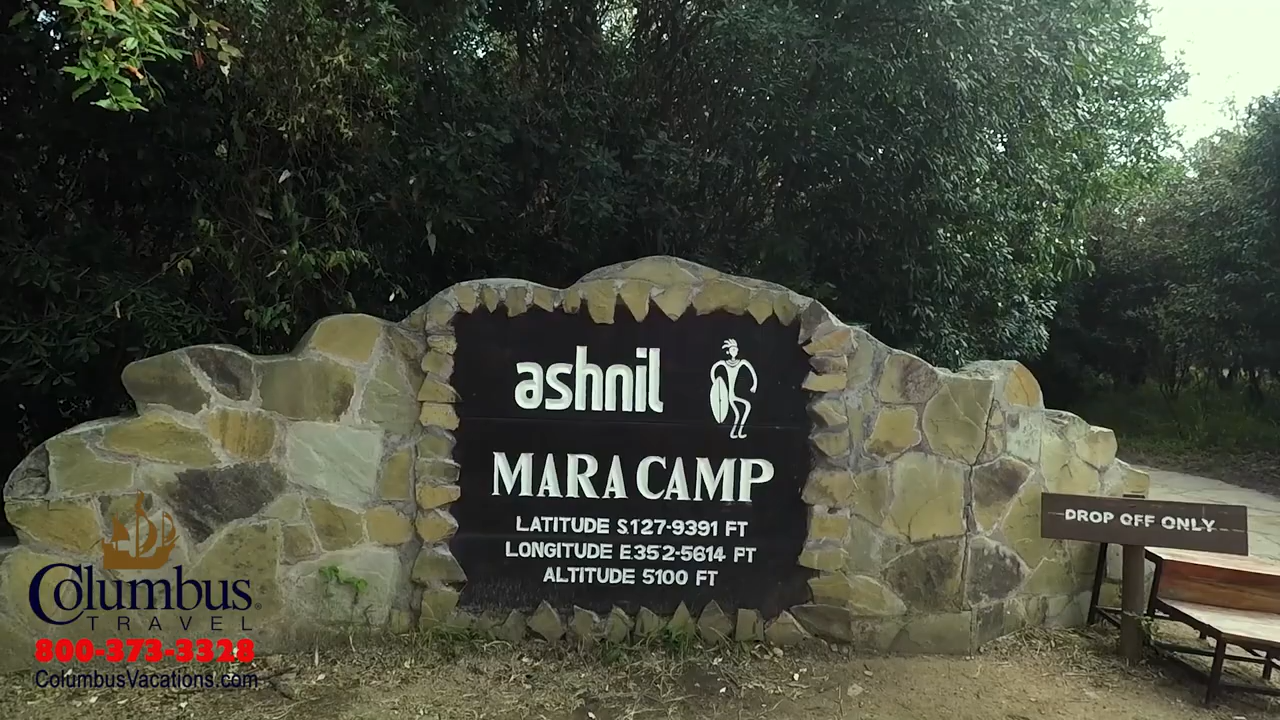 ashnil
MARA CAMP
LATITUDE S.127-9391 FT
LONGITUDE E352-5614 FT
ALTITUDE 5100 FT
DROP OFF ONLY
COLUMBUS®
TRAVEL
800-373-3328
ColumbusVacations.com